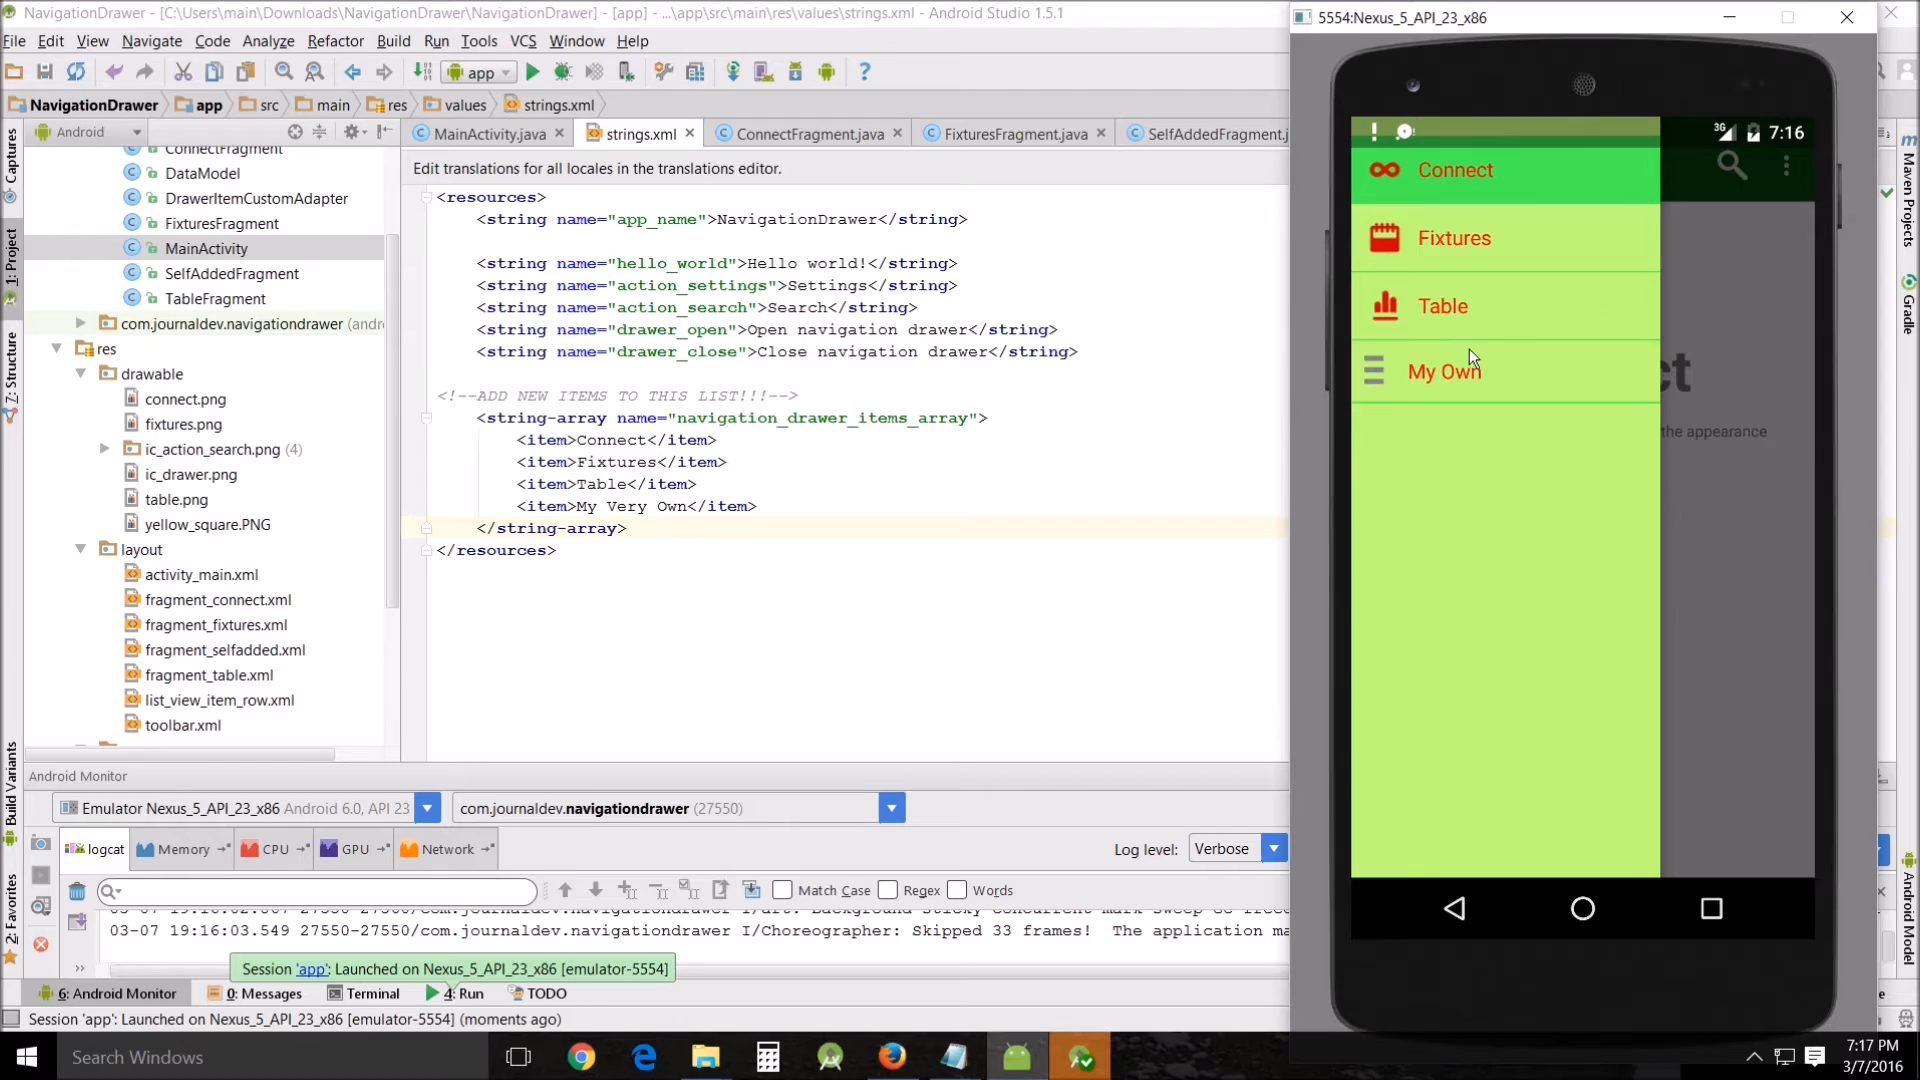 NavigationDrawer - [C:\Users\main\Downloads\NavigationDrawer\NavigationDrawer] - [app] - ...\app\src\main\res\values\strings.xml - Android Studio 1.5.1
File Edit View Navigate Code Analyze Refactor Build Run Tools VCS Window Help
app
NavigationDrawer app src main res values strings.xml
Android
MainActivity.java strings.xml ConnectFragment.java FixturesFragment.java SelfAddedFragment.j
Edit translations for all locales in the translations editor.
Captures
1: Project
7: Structure
Build Variants
2: Favorites
ConnectFragment
DataModel
DrawerItemCustomAdapter
FixturesFragment
MainActivity
SelfAddedFragment
TableFragment
com.journaldev.navigationdrawer (andr
res
drawable
connect.png
fixtures.png
ic_action_search.png (4)
ic_drawer.png
table.png
yellow_square.PNG
layout
activity_main.xml
fragment_connect.xml
fragment_fixtures.xml
fragment_selfadded.xml
fragment_table.xml
list_view_item_row.xml
toolbar.xml
<resources>
<string name="app_name">NavigationDrawer</string>
<string name="hello_world">Hello world!</string>
<string name="action_settings">Settings</string>
<string name="action_search">Search</string>
<string name="drawer_open">Open navigation drawer</string>
<string name="drawer_close">Close navigation drawer</string>
<!--ADD NEW ITEMS TO THIS LIST!!!-->
<string-array name="navigation_drawer_items_array">
<item>Connect</item>
<item>Fixtures</item>
<item>Table</item>
<item>My Very Own</item>
</string-array>
</resources>
5554:Nexus_5_API_23_x86
3G 7:16
Connect
Fixtures
Table
My Own
ct
the appearance
Maven Projects
Gradle
Android Model
Android Monitor
Emulator Nexus_5_API_23_x86 Android 6.0, API 23
com.journaldev.navigationdrawer (27550)
logcat Memory CPU GPU Network
Log level: Verbose
Match Case Regex Words
03-07 19:16:03.549 27550-27550/com.journaldev.navigationdrawer I/Choreographer: Skipped 33 frames! The application ma
Session 'app': Launched on Nexus_5_API_23_x86 [emulator-5554]
6: Android Monitor 0: Messages Terminal 4: Run TODO
Session 'app': Launched on Nexus_5_API_23_x86 [emulator-5554] (moments ago)
Search Windows
7:17 PM
3/7/2016